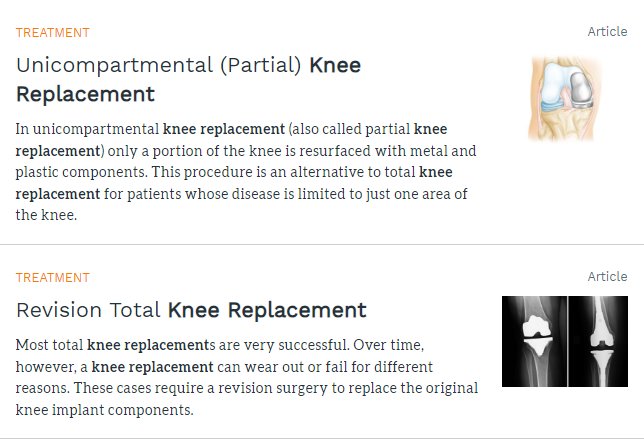 TREATMENT
Article
Unicompartmental (Partial) Knee
Replacement
In unicompartmental knee replacement (also called partial knee
replacement) only a portion of the knee is resurfaced with metal and
plastic components. This procedure is an alternative to total knee
replacement for patients whose disease is limited to just one area of
the knee.
TREATMENT
Article
Revision Total Knee Replacement
Most total knee replacements are very successful. Over time,
however, a knee replacement can wear out or fail for different
reasons. These cases require a revision surgery to replace the original
knee implant components.